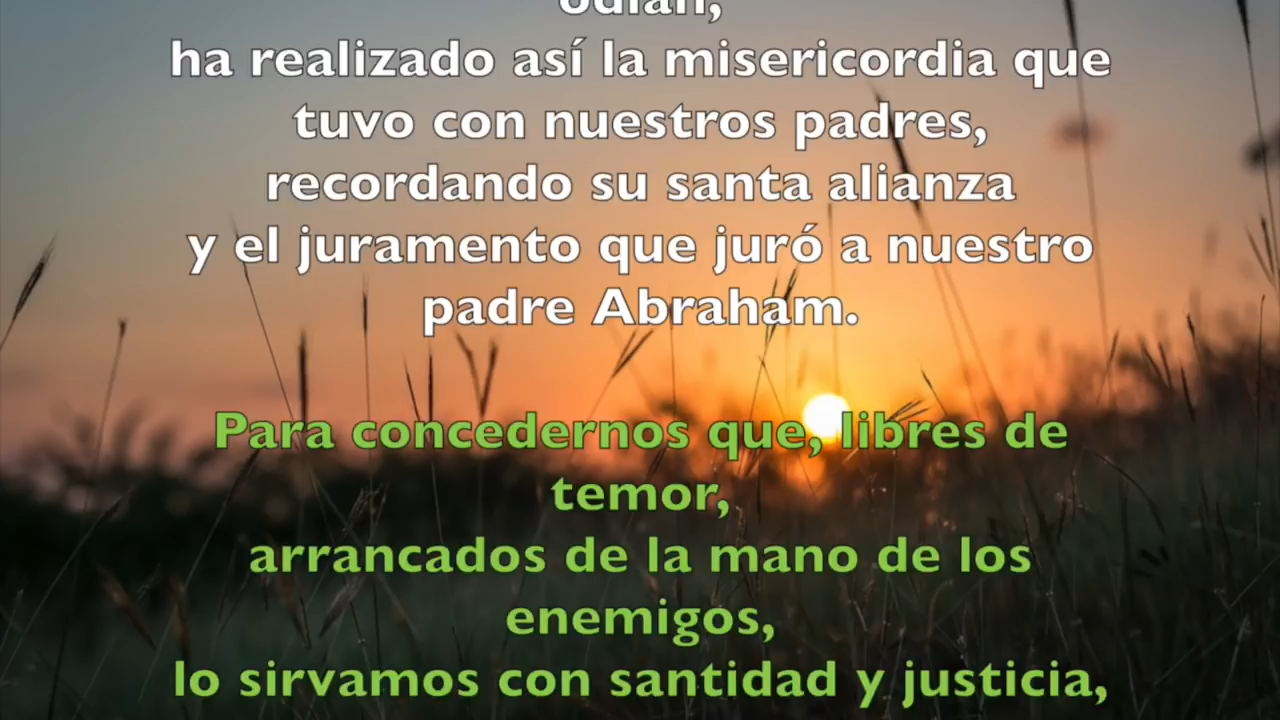 odian,
ha realizado así la misericordia que
tuvo con nuestros padres,
recordando su santa alianza
y el juramento que juró a nuestro
padre Abraham.
Para concedernos que, libres de
temor,
arrancados de la mano de los
enemigos,
lo sirvamos con santidad y justicia,